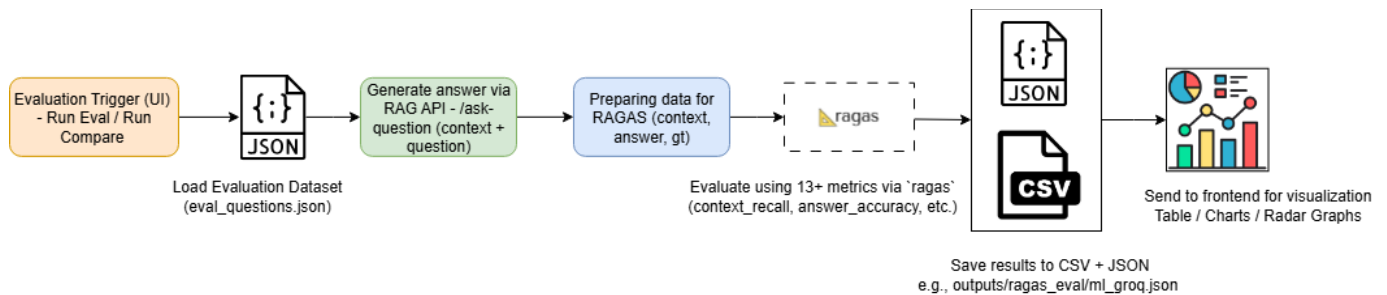 Evaluation Trigger (UI)
- Run Eval / Run
Compare
{;}
JSON
Load Evaluation Dataset
(eval_questions.json)
Generate answer via
RAG API - /ask-
question (context +
question)
Preparing data for
RAGAS (context,
answer, gt)
ragas
Evaluate using 13+ metrics via `ragas`
(context_recall, answer_accuracy, etc.)
{;}
JSON
CSV
Save results to CSV + JSON
e.g., outputs/ragas_eval/ml_groq.json
Send to frontend for visualization
Table / Charts / Radar Graphs